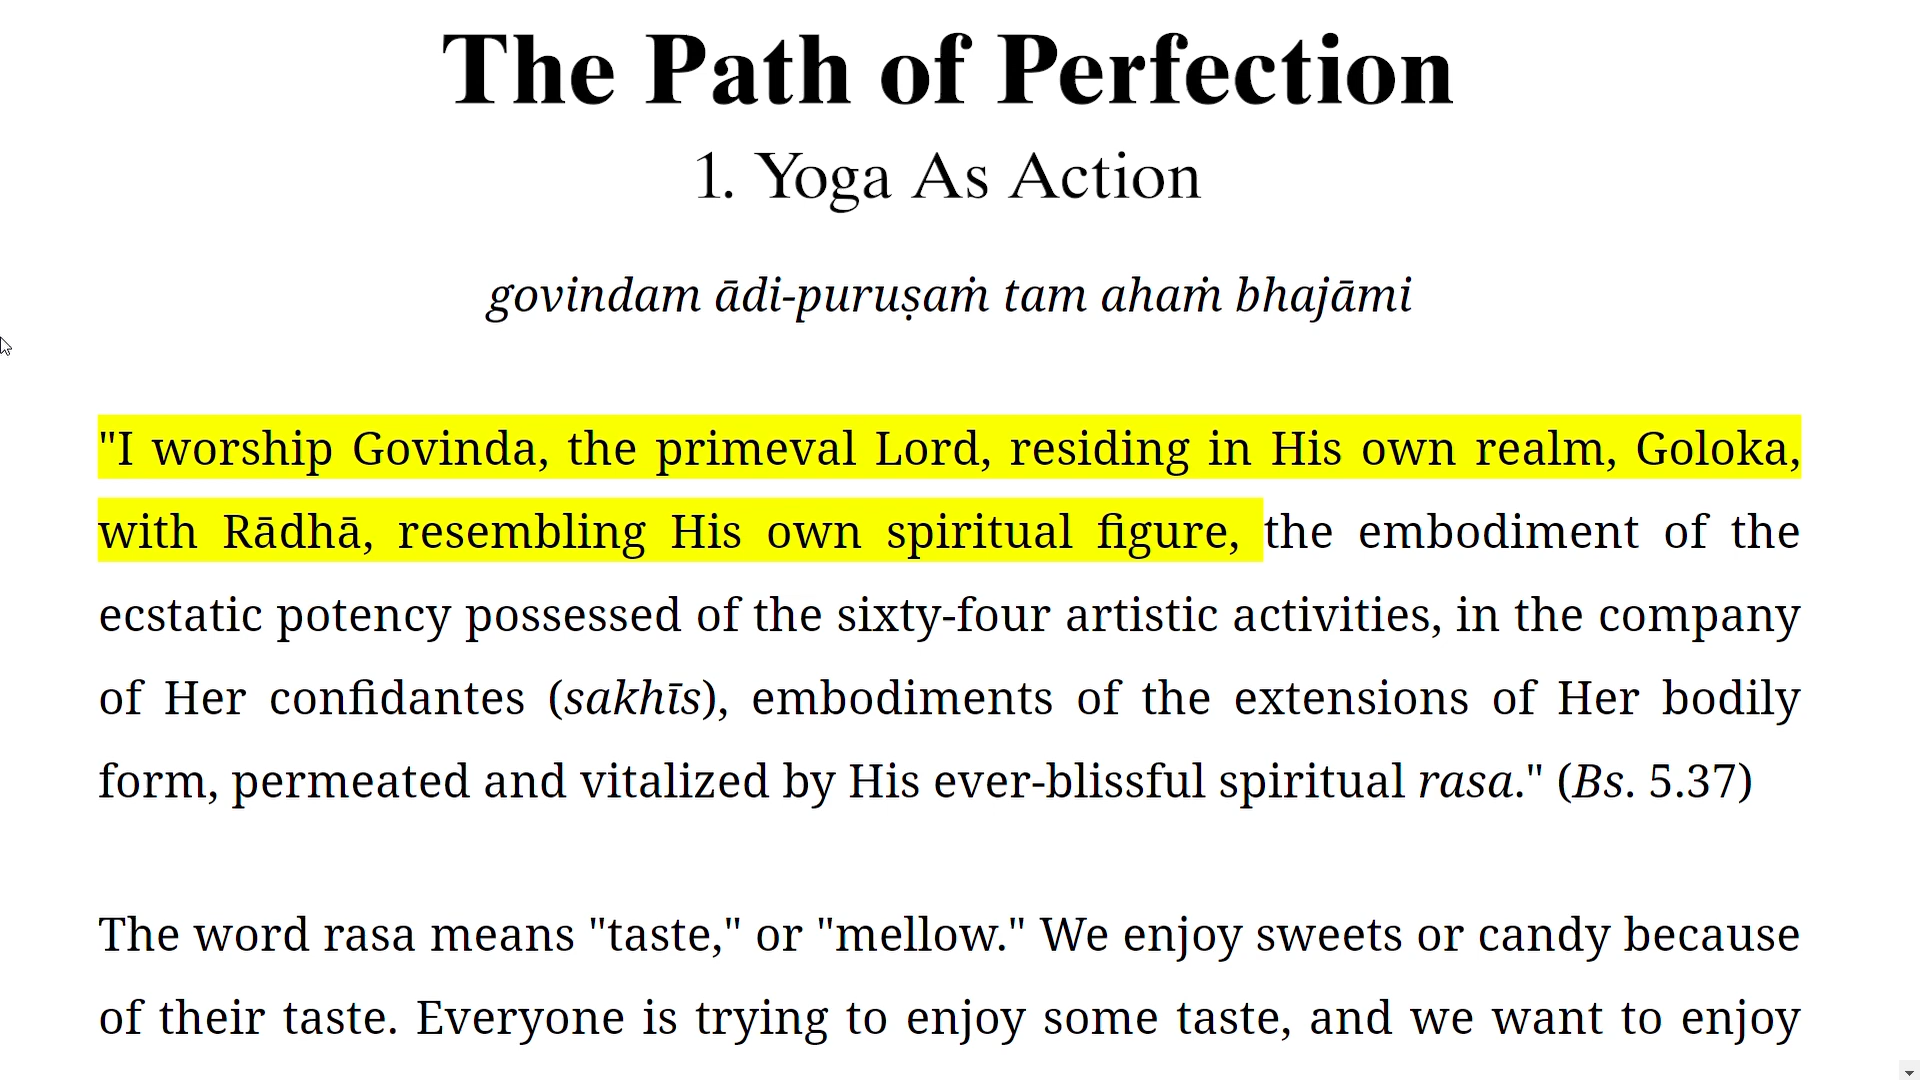 The Path of Perfection
1. Yoga As Action
govindam ādi-puruṣaṁ tam ahaṁ bhajāmi
"I worship Govinda, the primeval Lord, residing in His own realm, Goloka,
with Rādhā, resembling His own spiritual figure, the embodiment of the
ecstatic potency possessed of the sixty-four artistic activities, in the company
of Her confidantes (sakhīs), embodiments of the extensions of Her bodily
form, permeated and vitalized by His ever-blissful spiritual rasa." (Bs. 5.37)
The word rasa means "taste," or "mellow." We enjoy sweets or candy because
of their taste. Everyone is trying to enjoy some taste, and we want to enjoy